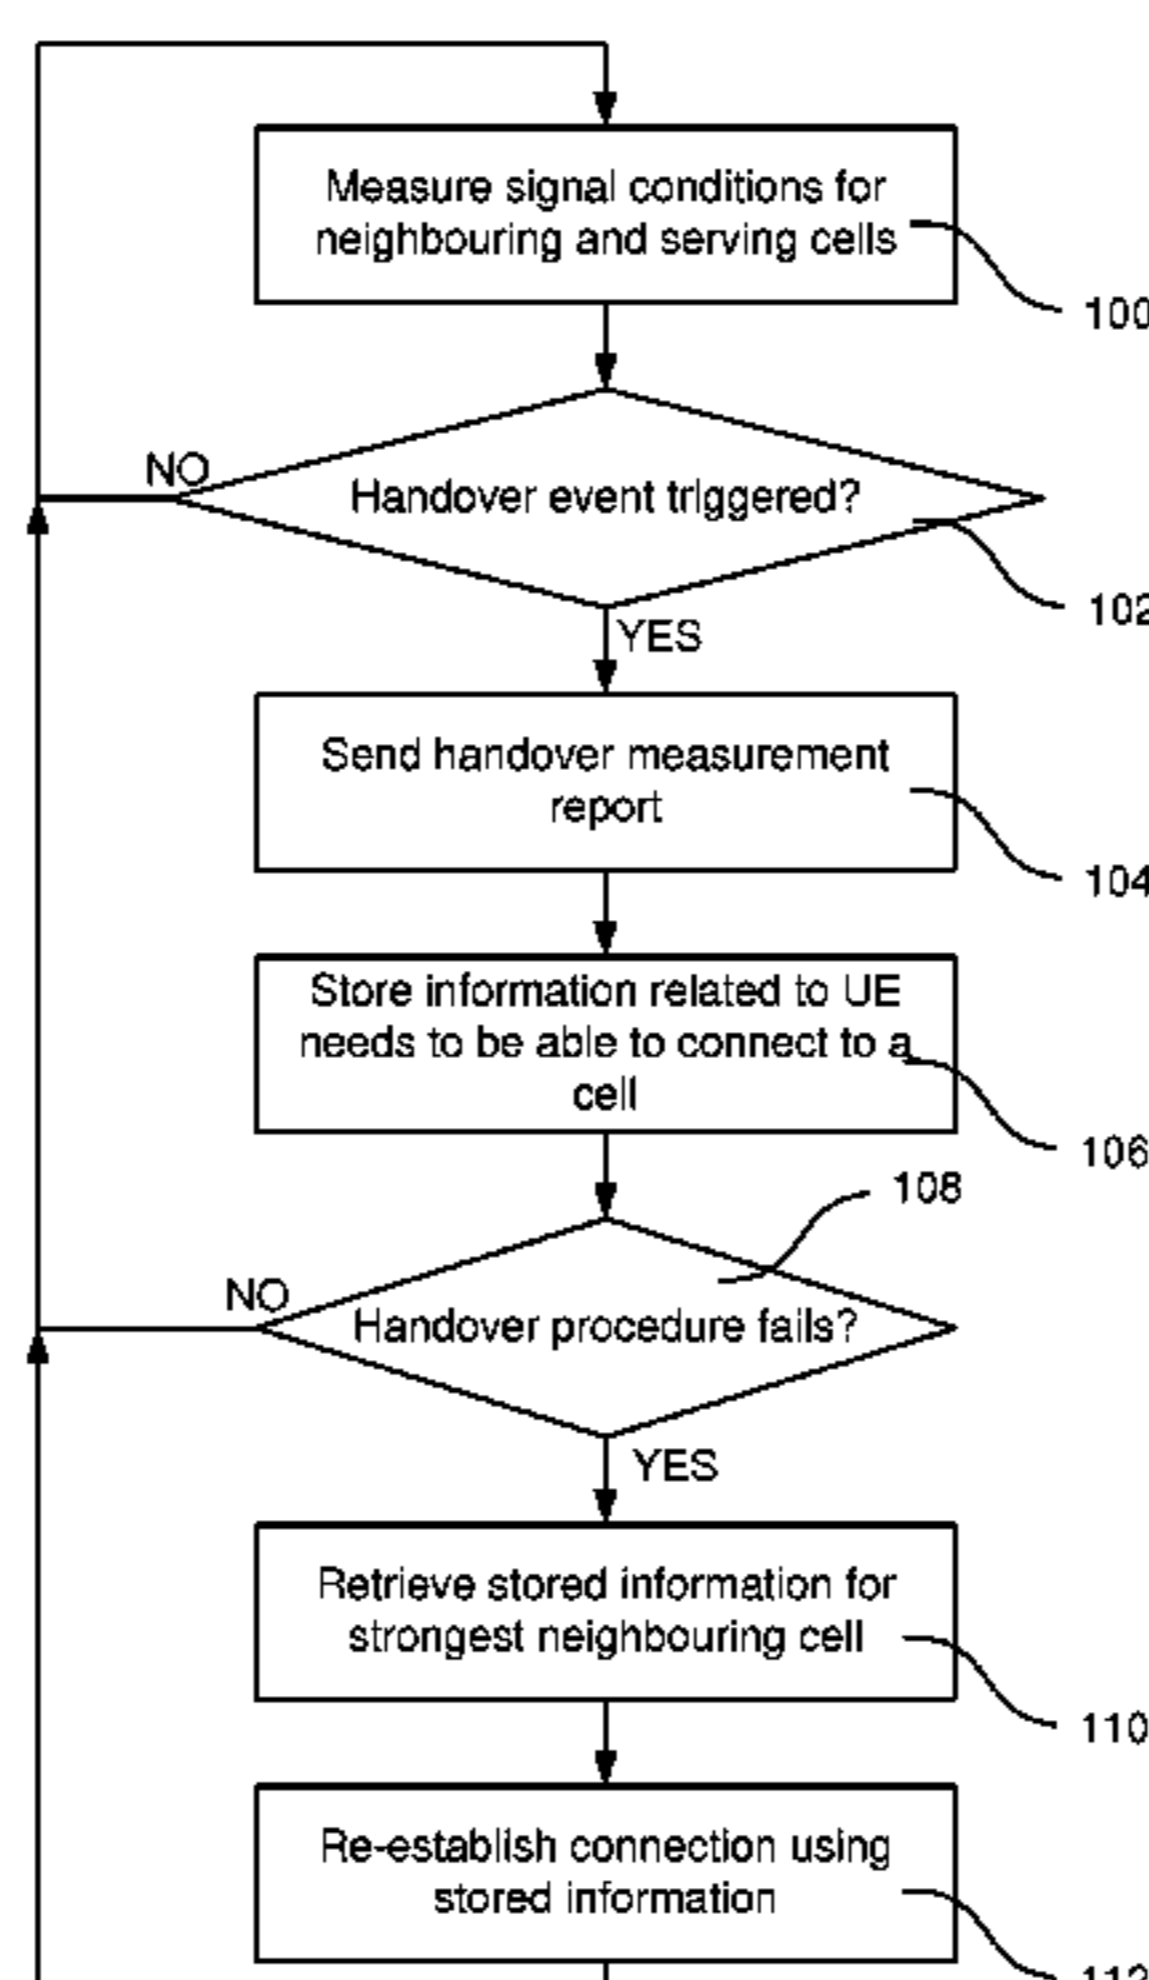 Measure signal conditions for
neighbouring and serving cells
100
NO
Handover event triggered?
102
YES
Send handover measurement
report
104
Store information related to UE
needs to be able to connect to a
cell
106
108
NO
Handover procedure fails?
YES
Retrieve stored information for
strongest neighbouring cell
110
Re-establish connection using
stored information